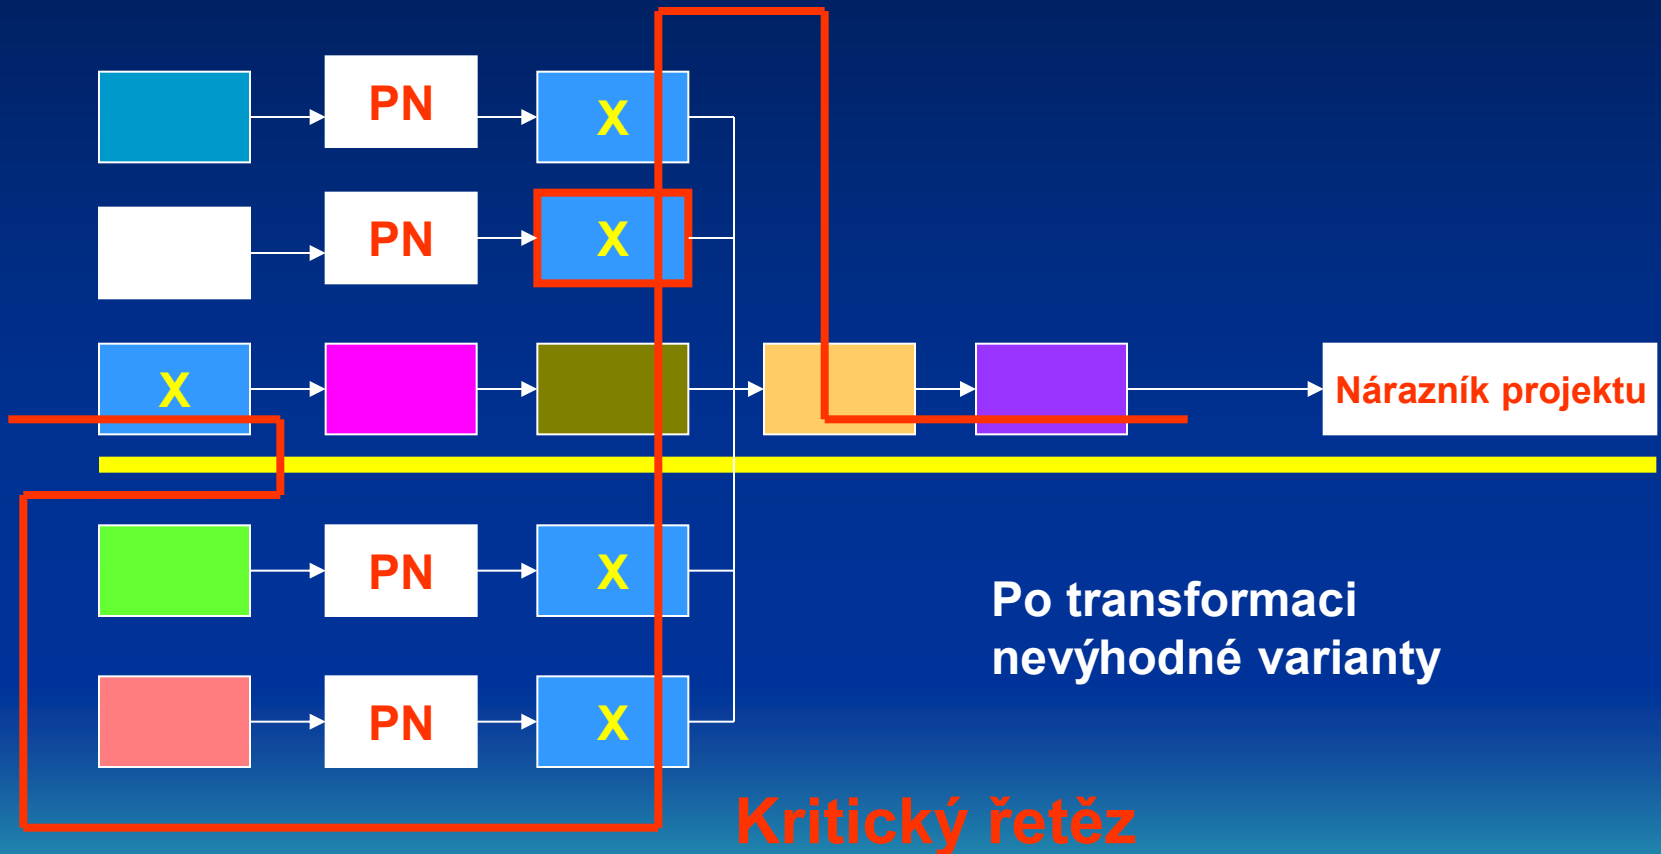 PN
X
PN
X
X
Nárazník projektu
PN
X
Po transformaci
nevýhodné varianty
PN
X
Kritický řetěz